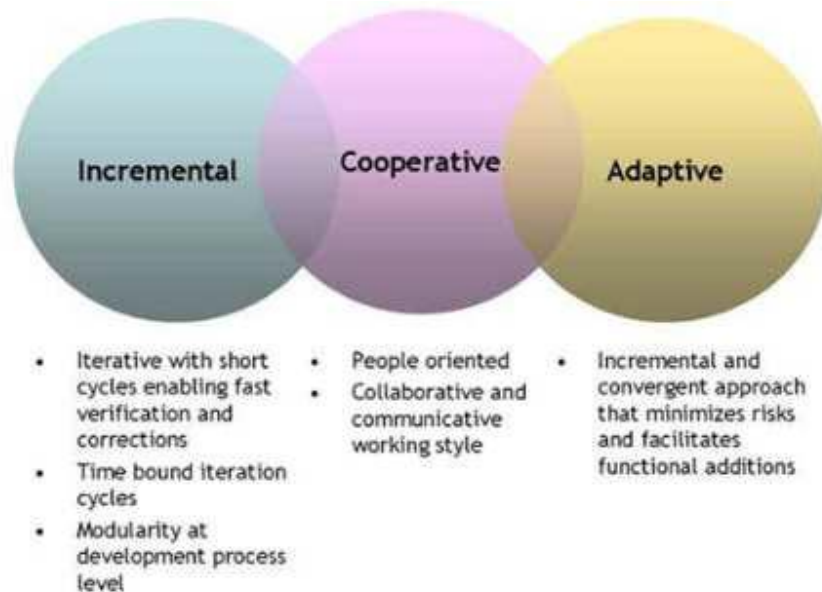 Incremental
Cooperative
Adaptive
• Iterative with short
cycles enabling fast
verification and
corrections
• Time bound iteration
cycles
• Modularity at
development process
level
• People oriented
• Collaborative and
communicative
working style
• Incremental and
convergent approach
that minimizes risks
and facilitates
functional additions